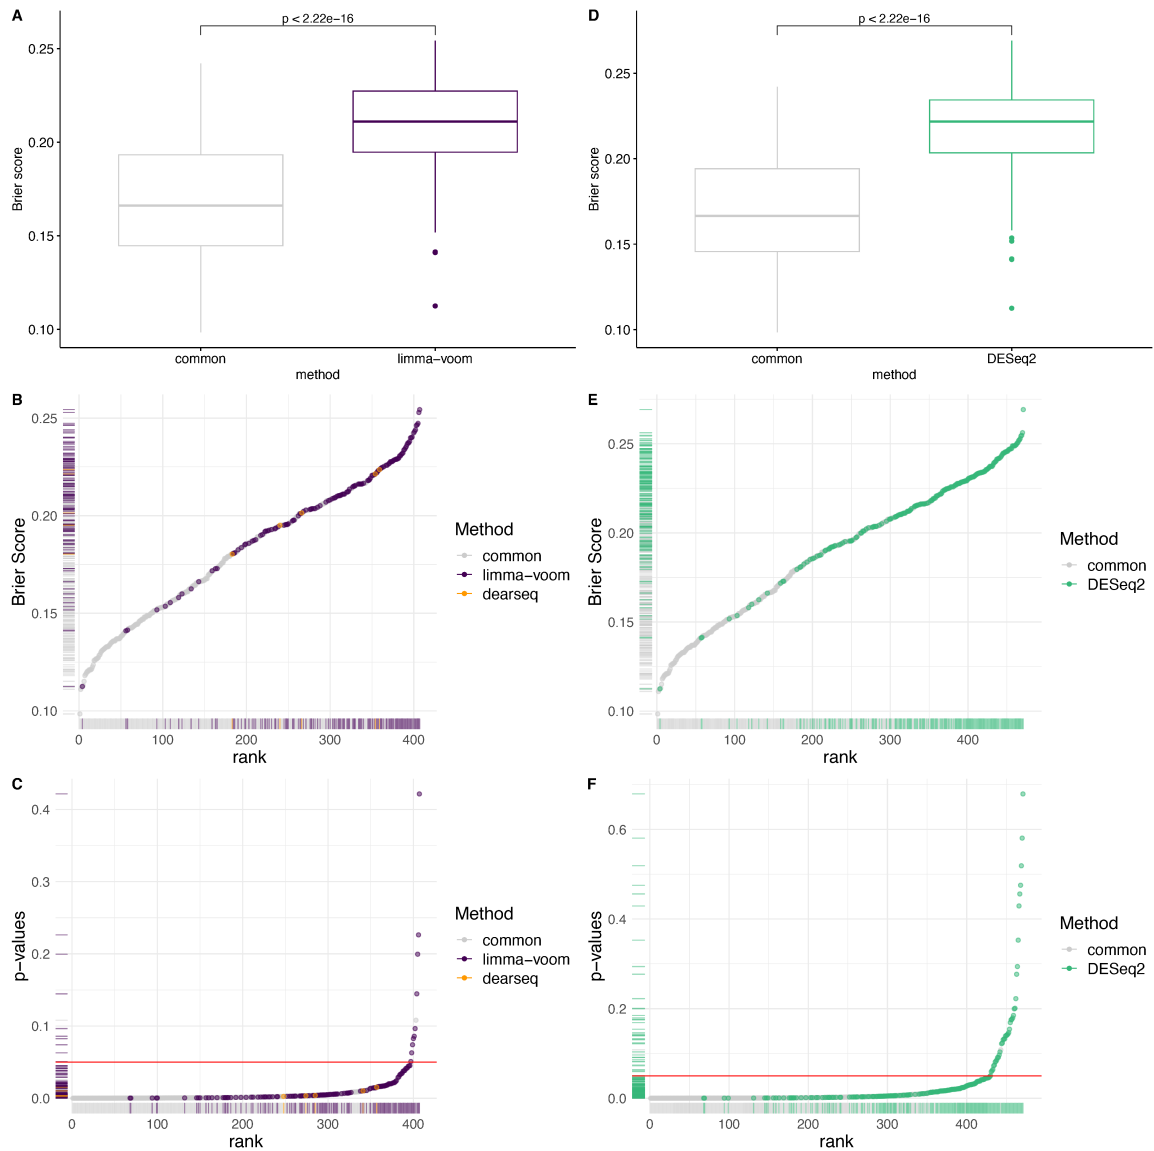 A
p < 2.22e−16
Brier score
0.25
0.20
0.15
0.10
common
limma−voom
method
D
p < 2.22e−16
Brier score
0.25
0.20
0.15
0.10
common
DESeq2
method
B
Brier Score
0.25
0.20
0.15
0.10
0
100
200
300
400
rank
Method
common
limma−voom
dearseq
E
Brier Score
0.25
0.20
0.15
0.10
0
100
200
300
400
rank
Method
common
DESeq2
C
p−values
0.4
0.3
0.2
0.1
0.0
0
100
200
300
400
rank
Method
common
limma−voom
dearseq
F
p−values
0.6
0.4
0.2
0.0
0
100
200
300
400
rank
Method
common
DESeq2